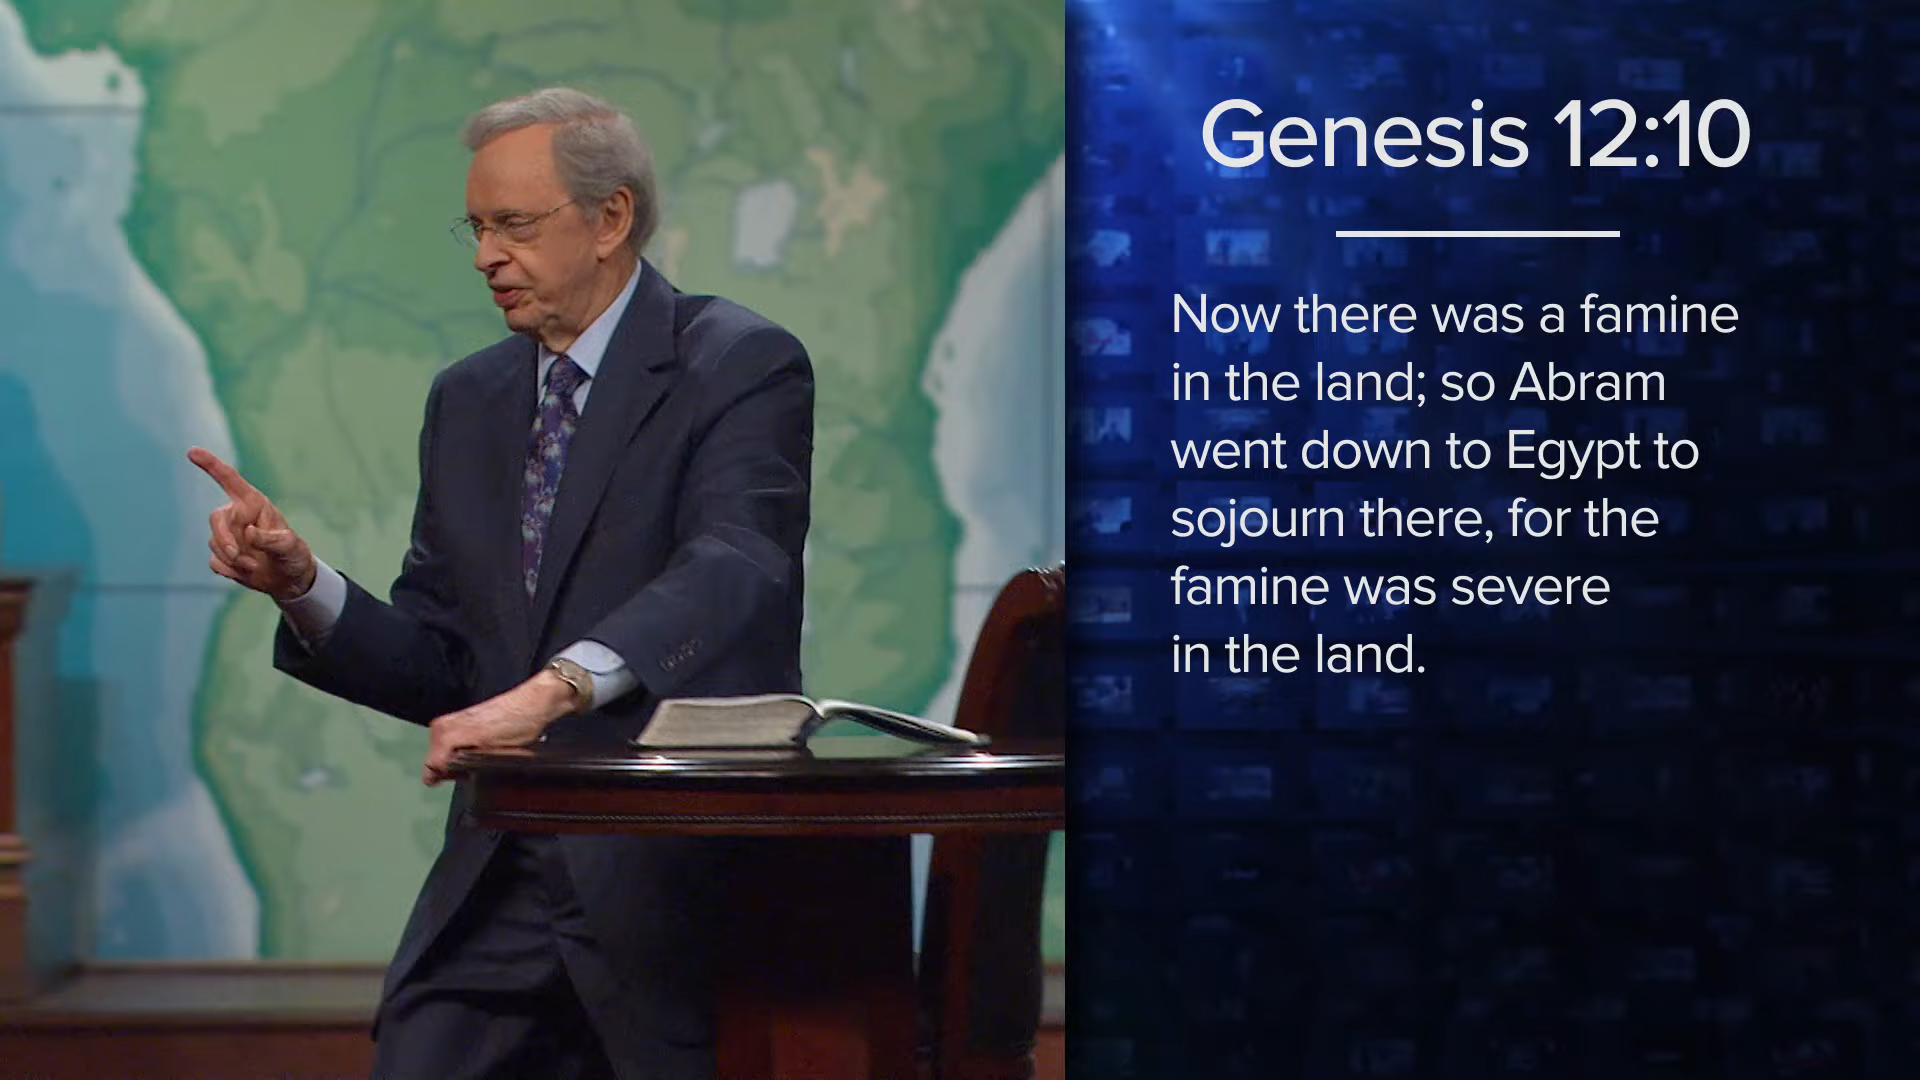 Genesis 12:10
Now there was a famine
in the land; so Abram
went down to Egypt to
sojourn there, for the
famine was severe
in the land.